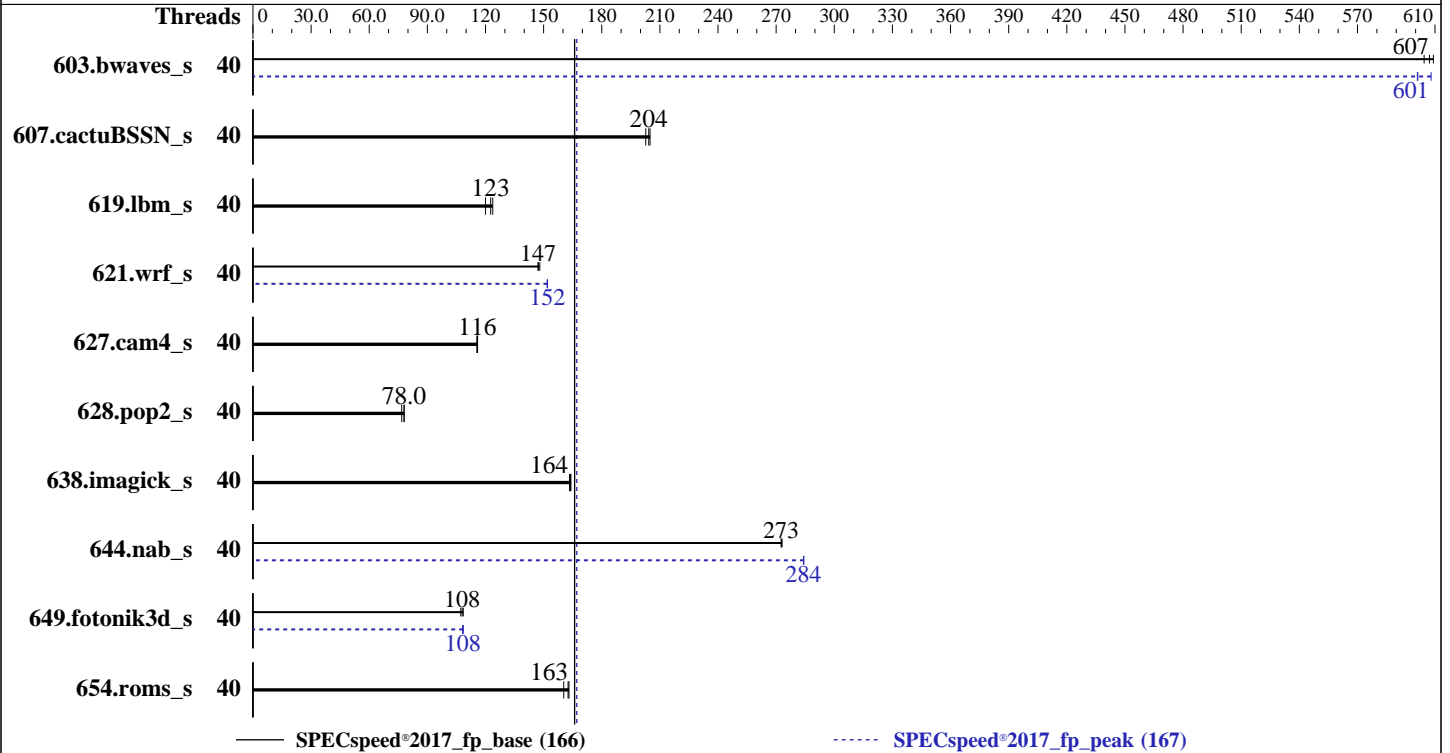 Threads 0 30.0 60.0 90.0 120 150 180 210 240 270 300 330 360 390 420 450 480 510 540 570 610
607
603.bwaves_s 40
601
204
607.cactuBSSN_s 40
123
619.lbm_s 40
147
621.wrf_s 40
152
116
627.cam4_s 40
78.0
628.pop2_s 40
164
638.imagick_s 40
273
644.nab_s 40
284
108
649.fotonik3d_s 40
108
163
654.roms_s 40
SPECspeed®2017_fp_base (166) SPECspeed®2017_fp_peak (167)